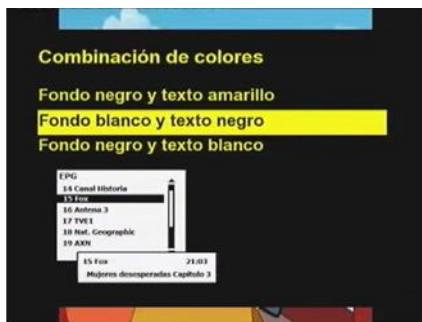 Combinación de colores
Fondo negro y texto amarillo
Fondo blanco y texto negro
Fondo negro y texto blanco
EPG
14 Canal Historia
15 Fox
16 Antena 3
17 TVE1
18 Nat. Geographic
19 AXN
15 Fox 21:03
Mujeres desesperadas Capítulo 3